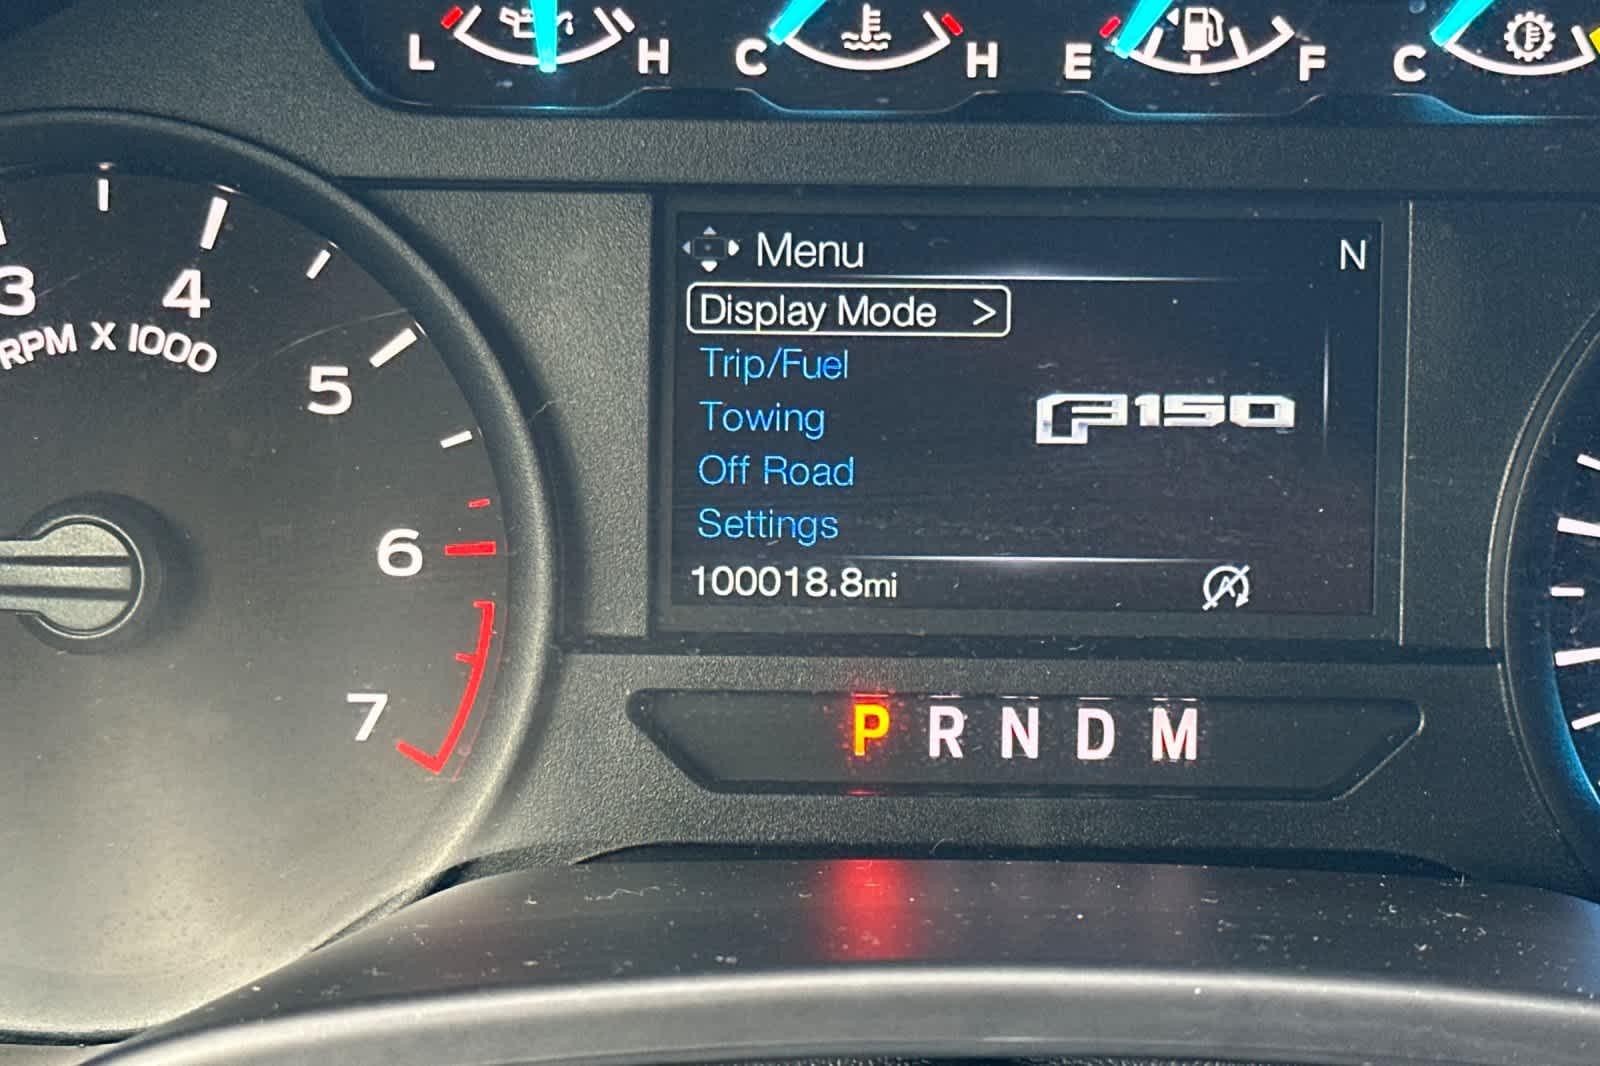 L H C H E F C
Menu N
Display Mode >
Trip/Fuel
Towing
F150
Off Road
Settings
100018.8mi A
3 4 5 6 7
RPM X 1000
P R N D M